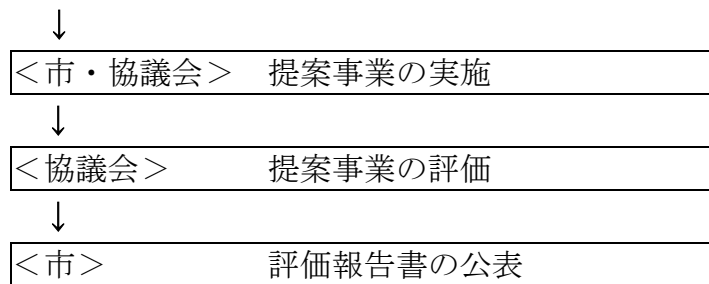 ↓
＜市・協議会＞　提案事業の実施
↓
＜協議会＞　　　提案事業の評価
↓
＜市＞　　　　　評価報告書の公表